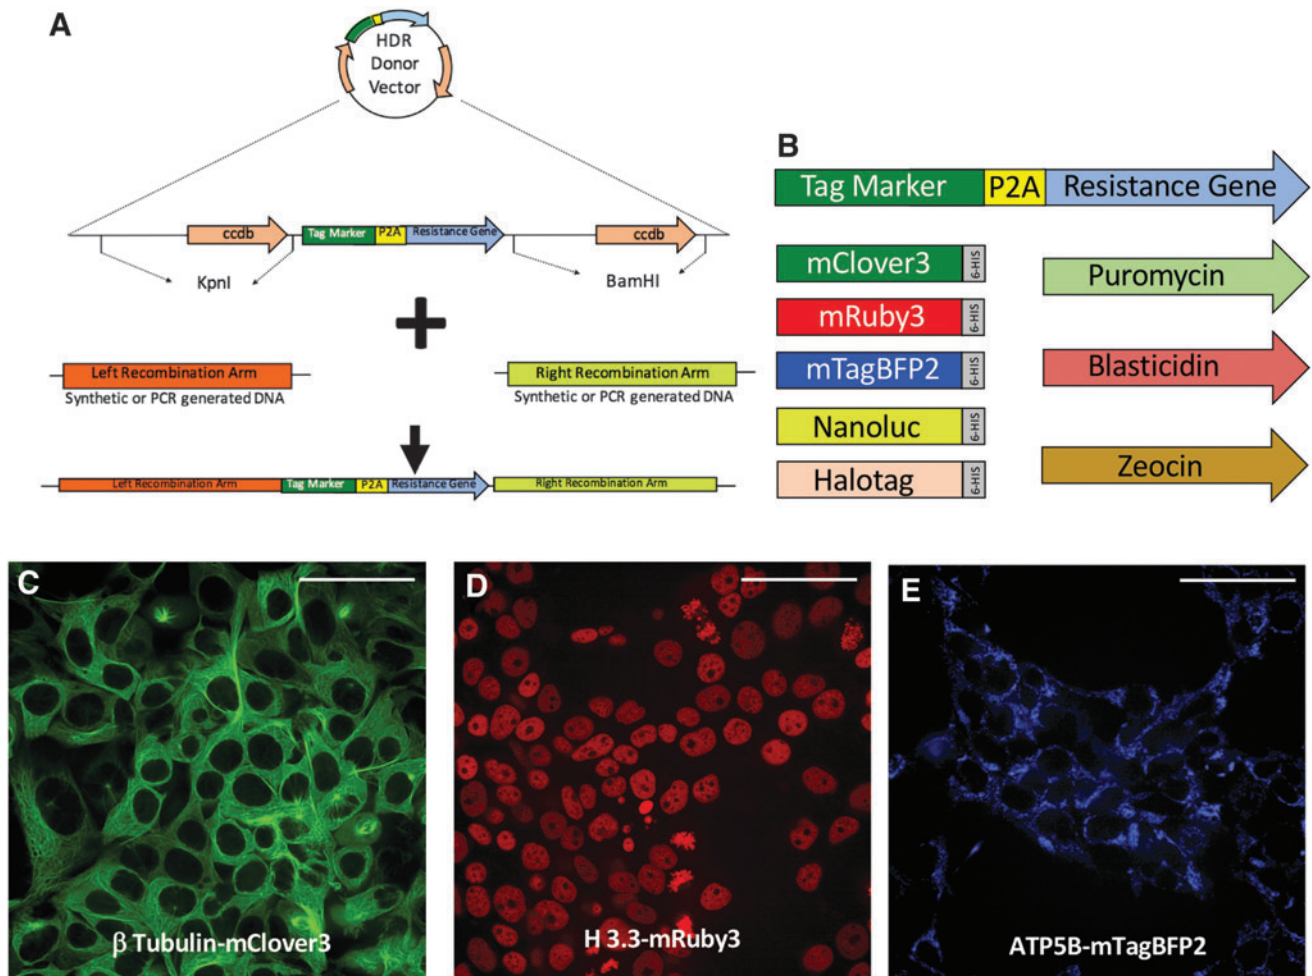 A
HDR
Donor
Vector
ccdb
Tag Marker
P2A
Resistance Gene
ccdb
KpnI
BamHI
Left Recombination Arm
Synthetic or PCR generated DNA
Right Recombination Arm
Synthetic or PCR generated DNA
Left Recombination Arm
Tag Marker
P2A
Resistance Gene
Right Recombination Arm
B
Tag Marker
P2A
Resistance Gene
mClover3
6-HIS
mRuby3
6-HIS
mTagBFP2
6-HIS
Nanoluc
6-HIS
Halotag
6-HIS
Puromycin
Blasticidin
Zeocin
C
β Tubulin-mClover3
D
H 3.3-mRuby3
E
ATP5B-mTagBFP2